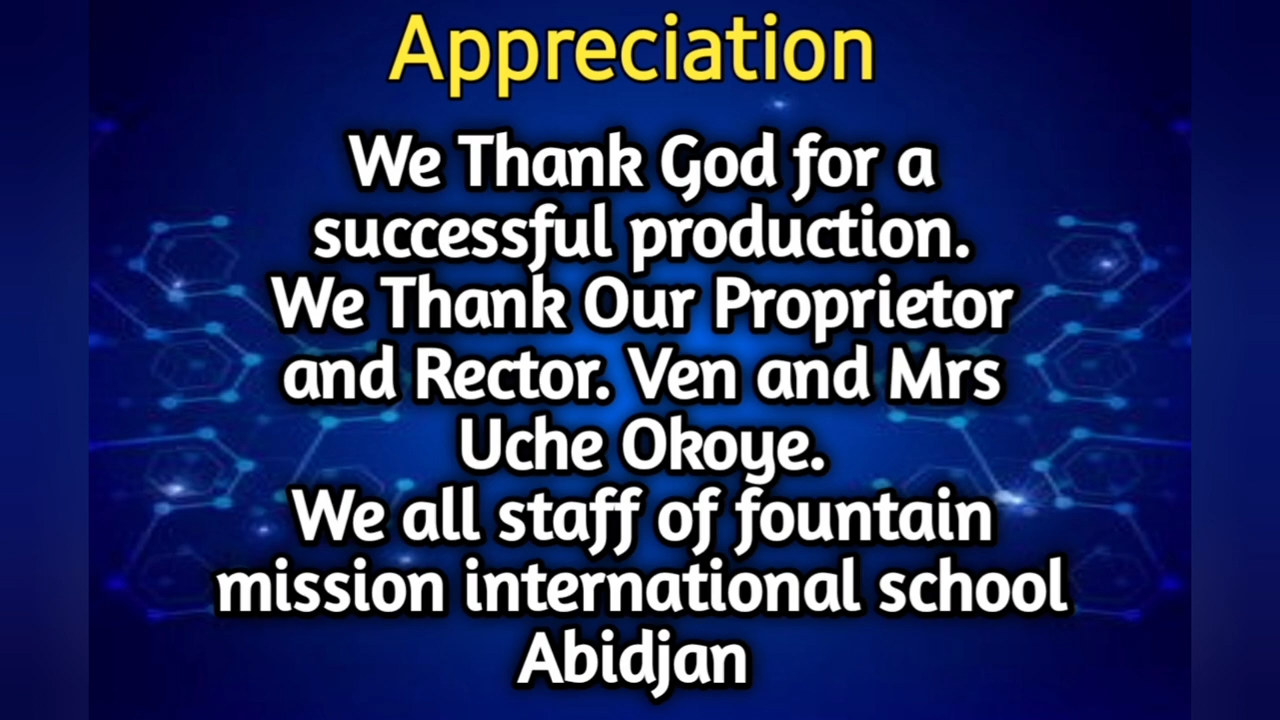 Appreciation
We Thank God for a
successful production.
We Thank Our Proprietor
and Rector. Ven and Mrs
Uche Okoye.
We all staff of fountain
mission international school
Abidjan